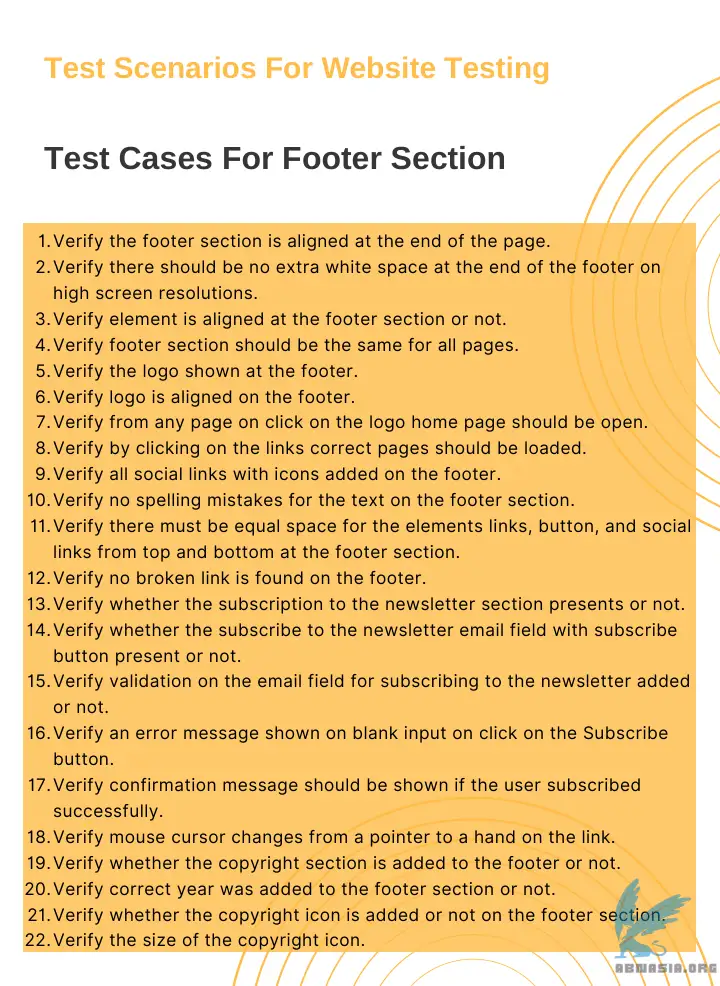 Test Scenarios For Website Testing
Test Cases For Footer Section
1. Verify the footer section is aligned at the end of the page.
2. Verify there should be no extra white space at the end of the footer on
high screen resolutions.
3. Verify element is aligned at the footer section or not.
4. Verify footer section should be the same for all pages.
5. Verify the logo shown at the footer.
6. Verify logo is aligned on the footer.
7. Verify from any page on click on the logo home page should be open.
8. Verify by clicking on the links correct pages should be loaded.
9. Verify all social links with icons added on the footer.
10. Verify no spelling mistakes for the text on the footer section.
11. Verify there must be equal space for the elements links, button, and social
links from top and bottom at the footer section.
12. Verify no broken link is found on the footer.
13. Verify whether the subscription to the newsletter section presents or not.
14. Verify whether the subscribe to the newsletter email field with subscribe
button present or not.
15. Verify validation on the email field for subscribing to the newsletter added
or not.
16. Verify an error message shown on blank input on click on the Subscribe
button.
17. Verify confirmation message should be shown if the user subscribed
successfully.
18. Verify mouse cursor changes from a pointer to a hand on the link.
19. Verify whether the copyright section is added to the footer or not.
20. Verify correct year was added to the footer section or not.
21. Verify whether the copyright icon is added or not on the footer section.
22. Verify the size of the copyright icon.
ABWASIA.ORG